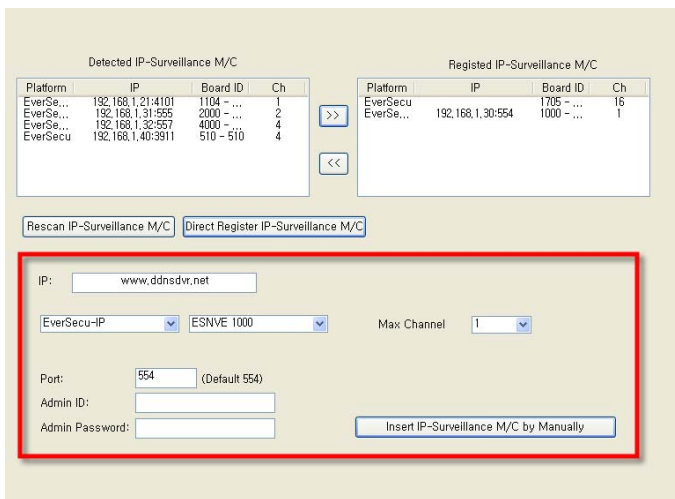 Detected IP-Surveillance M/C
Registed IP-Surveillance M/C
Platform IP Board ID Ch
EverSe... 192,168,1,21:4101 1104 - ... 1
EverSe... 192,168,1,31:555 2000 - ... 2
EverSe... 192,168,1,32:557 4000 - ... 4
EverSecu 192,168,1,40:3911 510 - 510 4
>>
<<
Platform IP Board ID Ch
EverSecu 1705 - ... 16
EverSe... 192,168,1,30:554 1000 - ... 1
Rescan IP-Surveillance M/C Direct Register IP-Surveillance M/C
IP: www,ddnsdvr,net
EverSecu-IP ESNVE 1000 Max Channel 1
Port: 554 (Default 554)
Admin ID:
Admin Password:
Insert IP-Surveillance M/C by Manually